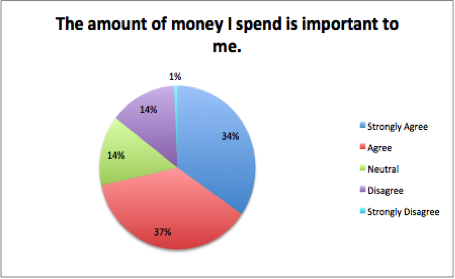 The amount of money I spend is important to
me.
1%
14%
34%
14%
37%
Strongly Agree
Agree
Neutral
Disagree
Strongly Disagree